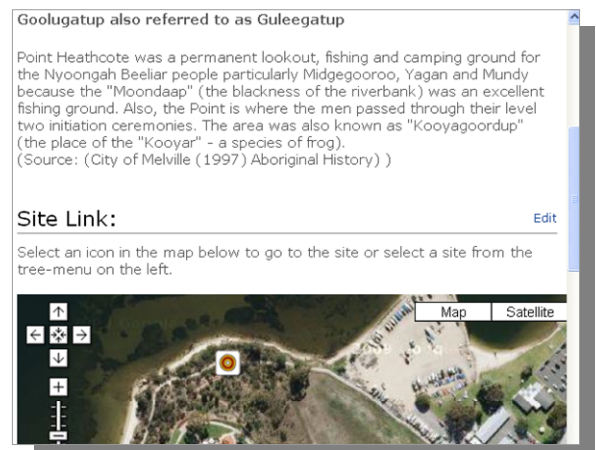 Goolugatup also referred to as Guleegatup
Point Heathcote was a permanent lookout, fishing and camping ground for
the Nyoongah Beeliar people particularly Midgegooroo, Yagan and Mundy
because the "Moondaap" (the blackness of the riverbank) was an excellent
fishing ground. Also, the Point is where the men passed through their level
two initiation ceremonies. The area was also known as "Kooyagoordup"
(the place of the "Kooyar" - a species of frog).
(Source: (City of Melville (1997) Aboriginal History) )
Site Link:
Edit
Select an icon in the map below to go to the site or select a site from the
tree-menu on the left.
Map
Satellite